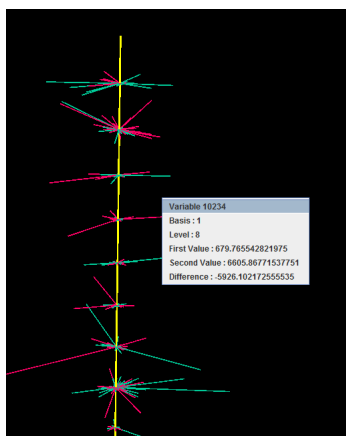 Variable 10234
Basis : 1
Level : 8
First Value : 679.765542821975
Second Value : 6605.86771537751
Difference : -5926.102172555535